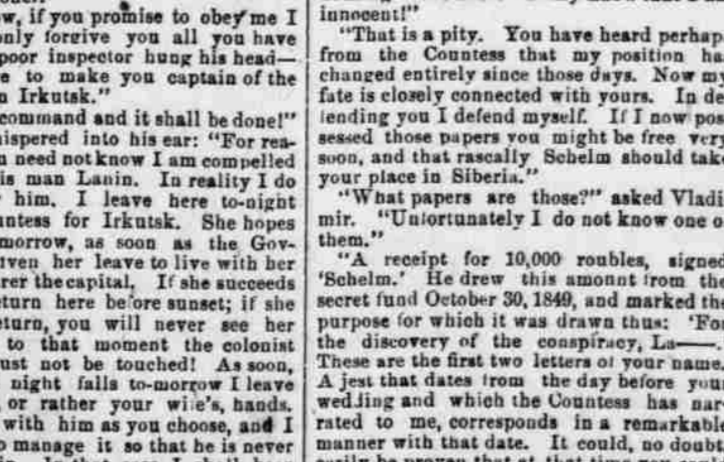 w, if you promise to obey me I
only forgive you all you have
poor inspector hung his head—
e to make you captain of the
n Irkutsk."
command and it shall be done!"
hispered into his ear: "For rea-
n need not know I am compelled
is man Lanin. In reality I do
him. I leave here to-night
untess for Irkutsk. She hopes
morrow, as soon as the Gov-
iven her leave to live with her
rer the capital. If she succeeds
eturn here before sunset; if she
eturn, you will never see her
to that moment the colonist
ust not be touched! As soon,
night falls to-morrow I leave
or rather your wife's, hands.
with him as you choose, and I
o manage it so that he is never
innocent!"
"That is a pity. You have heard perhap
from the Countess that my position ha
changed entirely since those days. Now my
fate is closely connected with yours. In de
fending you I defend myself. If I now pos
sessed those papers you might be free very
soon, and that rascally Schelm should take
your place in Siberia."
"What papers are those?" asked Vladi
mir. "Unfortunately I do not know one o
them."
"A receipt for 10,000 roubles, signed
'Schelm.' He drew this amount from the
secret fund October 30, 1849, and marked the
purpose for which it was drawn thus: 'For
the discovery of the conspiracy, La——.
These are the first two letters of your name.
A jest that dates from the day before your
wedding and which the Countess has nar
rated to me, corresponds in a remarkable
manner with that date. It could, no doubt